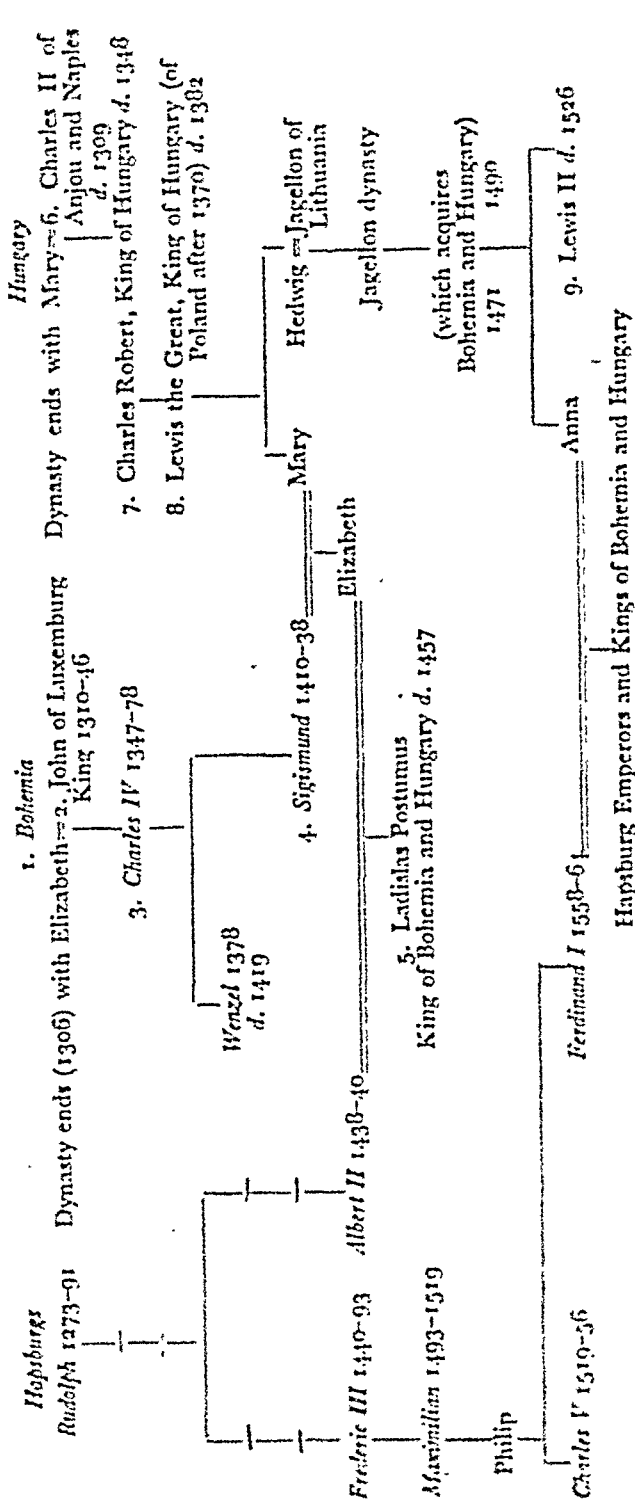 Hapsburgs
Rudolph 1273–91
Frederic III 1440–93
Albert II 1438–40
Maximilian 1493–1519
Philip
Charles V 1519–56
Ferdinand I 1558–64
1. Bohemia
Dynasty ends (1306) with Elizabeth=2. John of Luxemburg
King 1310–46
3. Charles IV 1347–78
Wenzel 1378
d. 1419
4. Sigismund 1410–38
5. Ladislas Postumus
King of Bohemia and Hungary d. 1457
Hungary
Dynasty ends with Mary=6. Charles II of
Anjou and Naples
d. 1309
7. Charles Robert, King of Hungary d. 1348
8. Lewis the Great, King of Hungary (of
Poland after 1370) d. 1382
Mary
Hedwig=Jagellon of
Lithuania
Elizabeth
Jagellon dynasty
(which acquires
Bohemia and Hungary)
1471 1490
Anna
9. Lewis II d. 1526
Hapsburg Emperors and Kings of Bohemia and Hungary